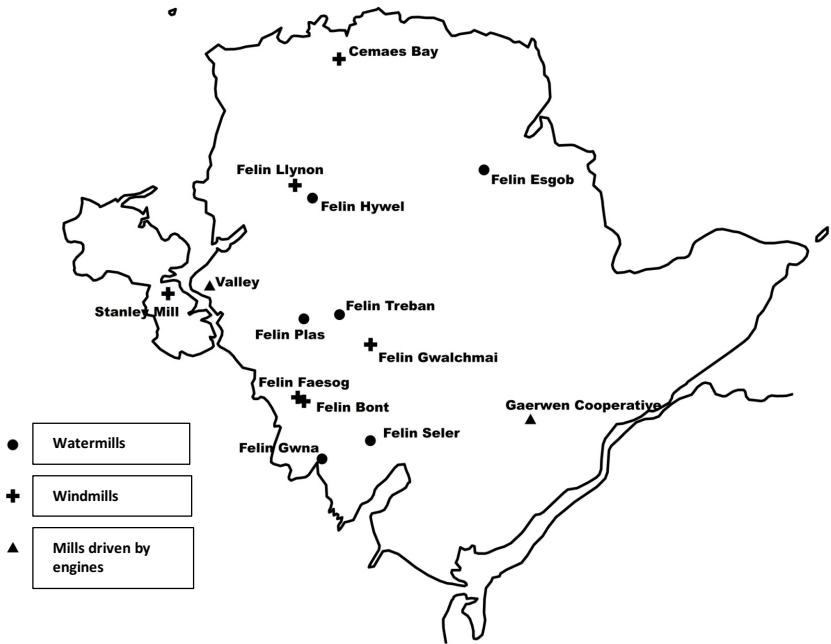 Cemaes Bay
Felin Llynon
Felin Esgob
Felin Hywel
Valley
Stanley Mill
Felin Treban
Felin Plas
Felin Gwalchmai
Felin Faesog
Felin Bont
Gaerwen Cooperative
Felin Seler
Felin Gwna
Watermills
Windmills
Mills driven by
engines